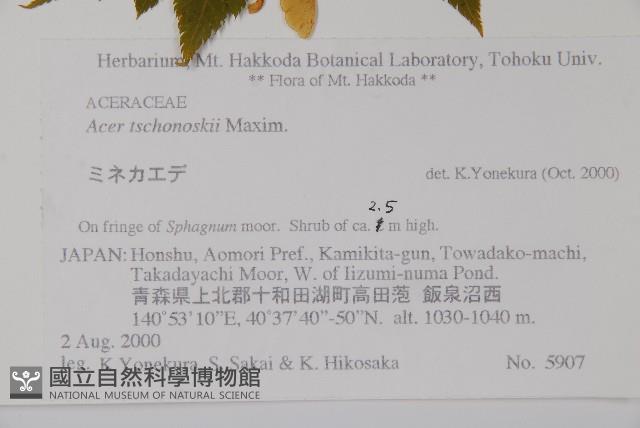 Herbarium, Mt. Hakkoda Botanical Laboratory, Tohoku Univ.
** Flora of Mt. Hakkoda **
ACERACEAE
Acer tschonoskii Maxim.
ミネカエデ
det. K.Yonekura (Oct. 2000)
2.5
On fringe of Sphagnum moor. Shrub of ca. m high.
JAPAN: Honshu, Aomori Pref., Kamikita-gun, Towadako-machi,
Takadayachi Moor, W. of Iizumi-numa Pond.
青森県上北郡十和田湖町高田萢 飯泉沼西
140˚53'10"E, 40˚37'40"-50"N. alt. 1030-1040 m.
2 Aug. 2000
leg. K.Yonekura, S. Sakai & K. Hikosaka No. 5907
國立自然科學博物館
NATIONAL MUSEUM OF NATURAL SCIENCE